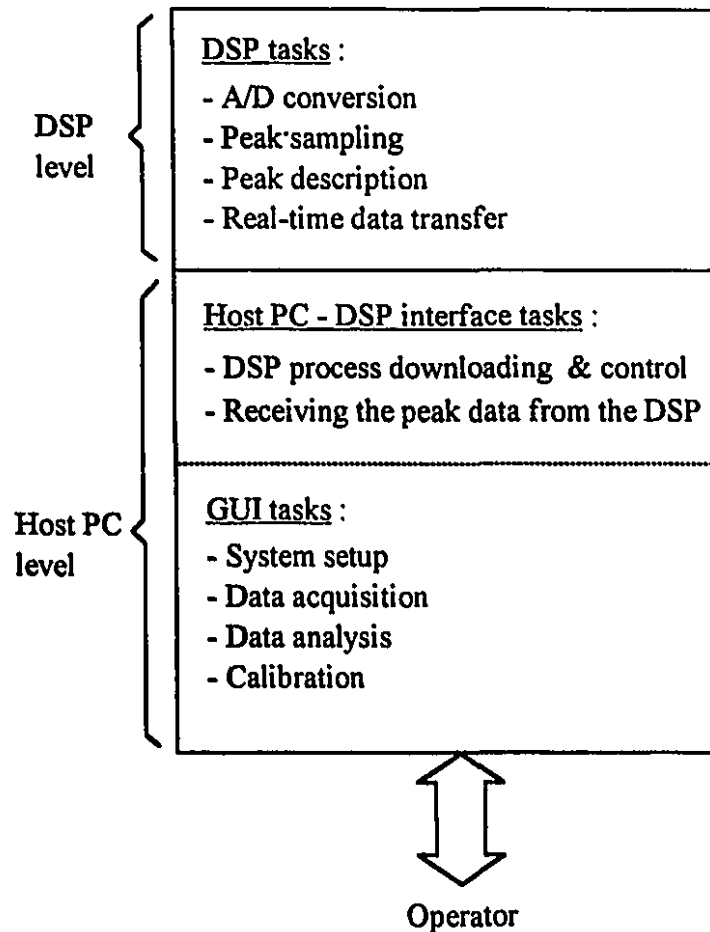 DSP tasks :
- A/D conversion
- Peak sampling
- Peak description
- Real-time data transfer
DSP
level
Host PC - DSP interface tasks :
- DSP process downloading & control
- Receiving the peak data from the DSP
GUI tasks :
- System setup
- Data acquisition
- Data analysis
- Calibration
Host PC
level
Operator